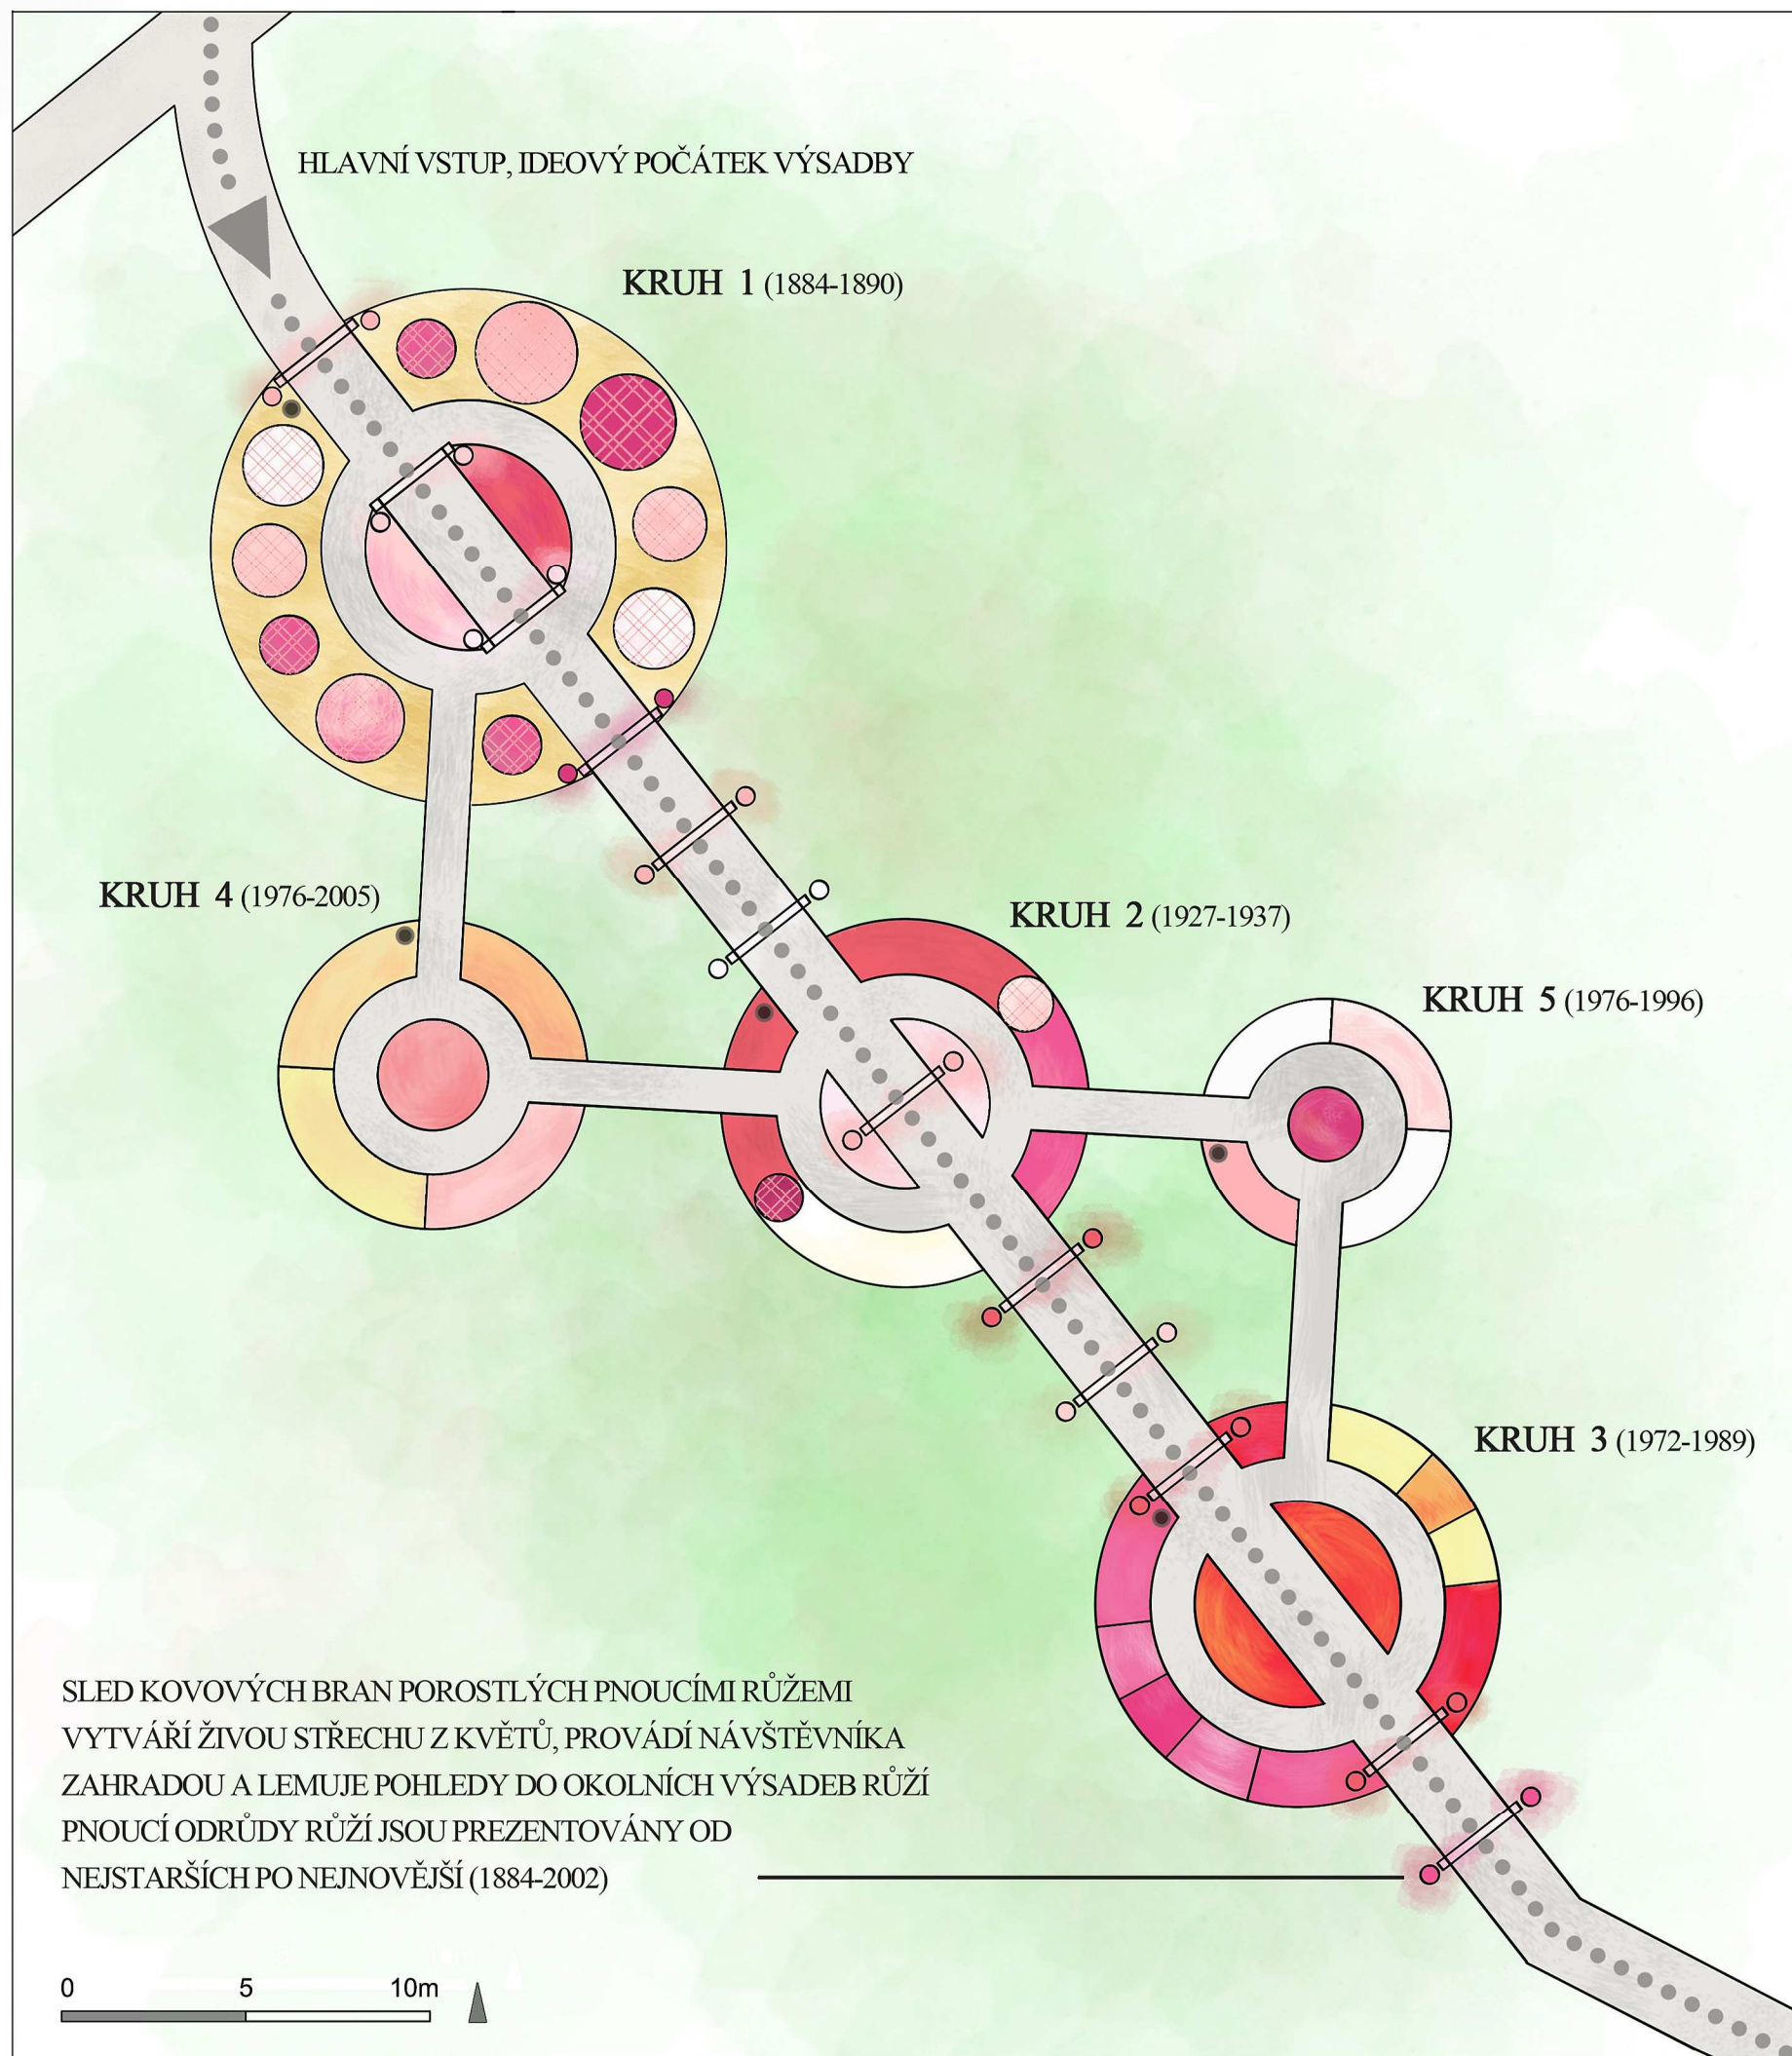 HLAVNÍ VSTUP, IDEOVÝ POČÁTEK VÝSADBY
KRUH 1 (1884-1890)
KRUH 4 (1976-2005)
KRUH 2 (1927-1937)
KRUH 5 (1976-1996)
KRUH 3 (1972-1989)
SLED KOVOVÝCH BRAN POROSTLÝCH PNOUCÍMI RŮŽEMI
VYTVÁŘÍ ŽIVOU STŘECHU Z KVĚTŮ, PROVÁDÍ NÁVŠTĚVNÍKA
ZAHRADOU A LEMUJE POHLEDY DO OKOLNÍCH VÝSADEB RŮŽÍ
PNOUCÍ ODRŮDY RŮŽÍ JSOU PREZENTOVÁNY OD
NEJSTARŠÍCH PO NEJNOVĚJŠÍ (1884-2002)
0 5 10m